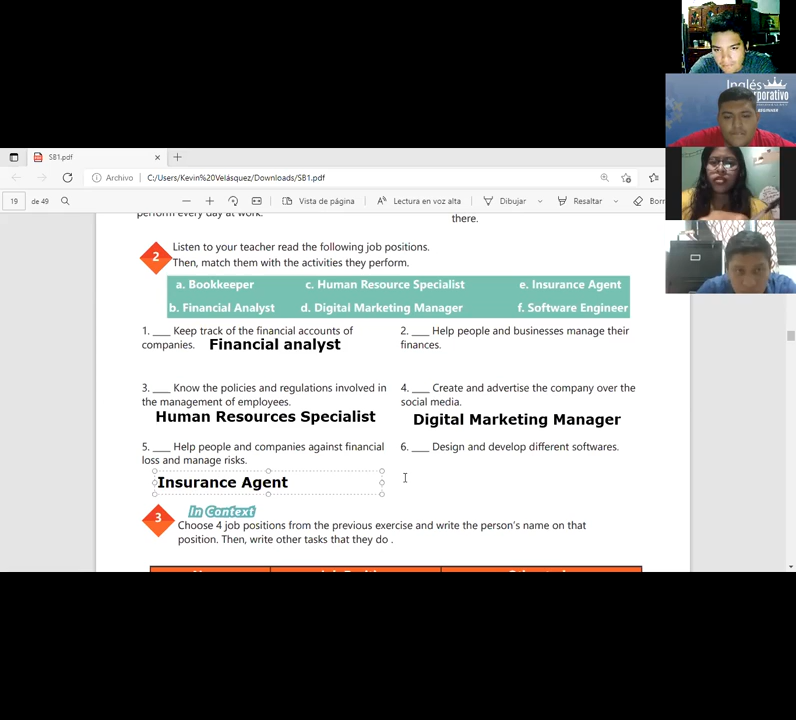 Inglés
Corporativo
SB1.pdf
Archivo C:/Users/Kevin%20Velásquez/Downloads/SB1.pdf
19 de 49 Vista de página Lectura en voz alta Dibujar Resaltar Borr
perform every day at work.
there.
2 Listen to your teacher read the following job positions.
Then, match them with the activities they perform.
a. Bookkeeper c. Human Resource Specialist e. Insurance Agent
b. Financial Analyst d. Digital Marketing Manager f. Software Engineer
1. ___ Keep track of the financial accounts of
companies. Financial analyst
2. ___ Help people and businesses manage their
finances.
3. ___ Know the policies and regulations involved in
the management of employees.
Human Resources Specialist
4. ___ Create and advertise the company over the
social media.
Digital Marketing Manager
5. ___ Help people and companies against financial
loss and manage risks.
Insurance Agent
6. ___ Design and develop different softwares.
3 In Context
Choose 4 job positions from the previous exercise and write the person's name on that
position. Then, write other tasks that they do .